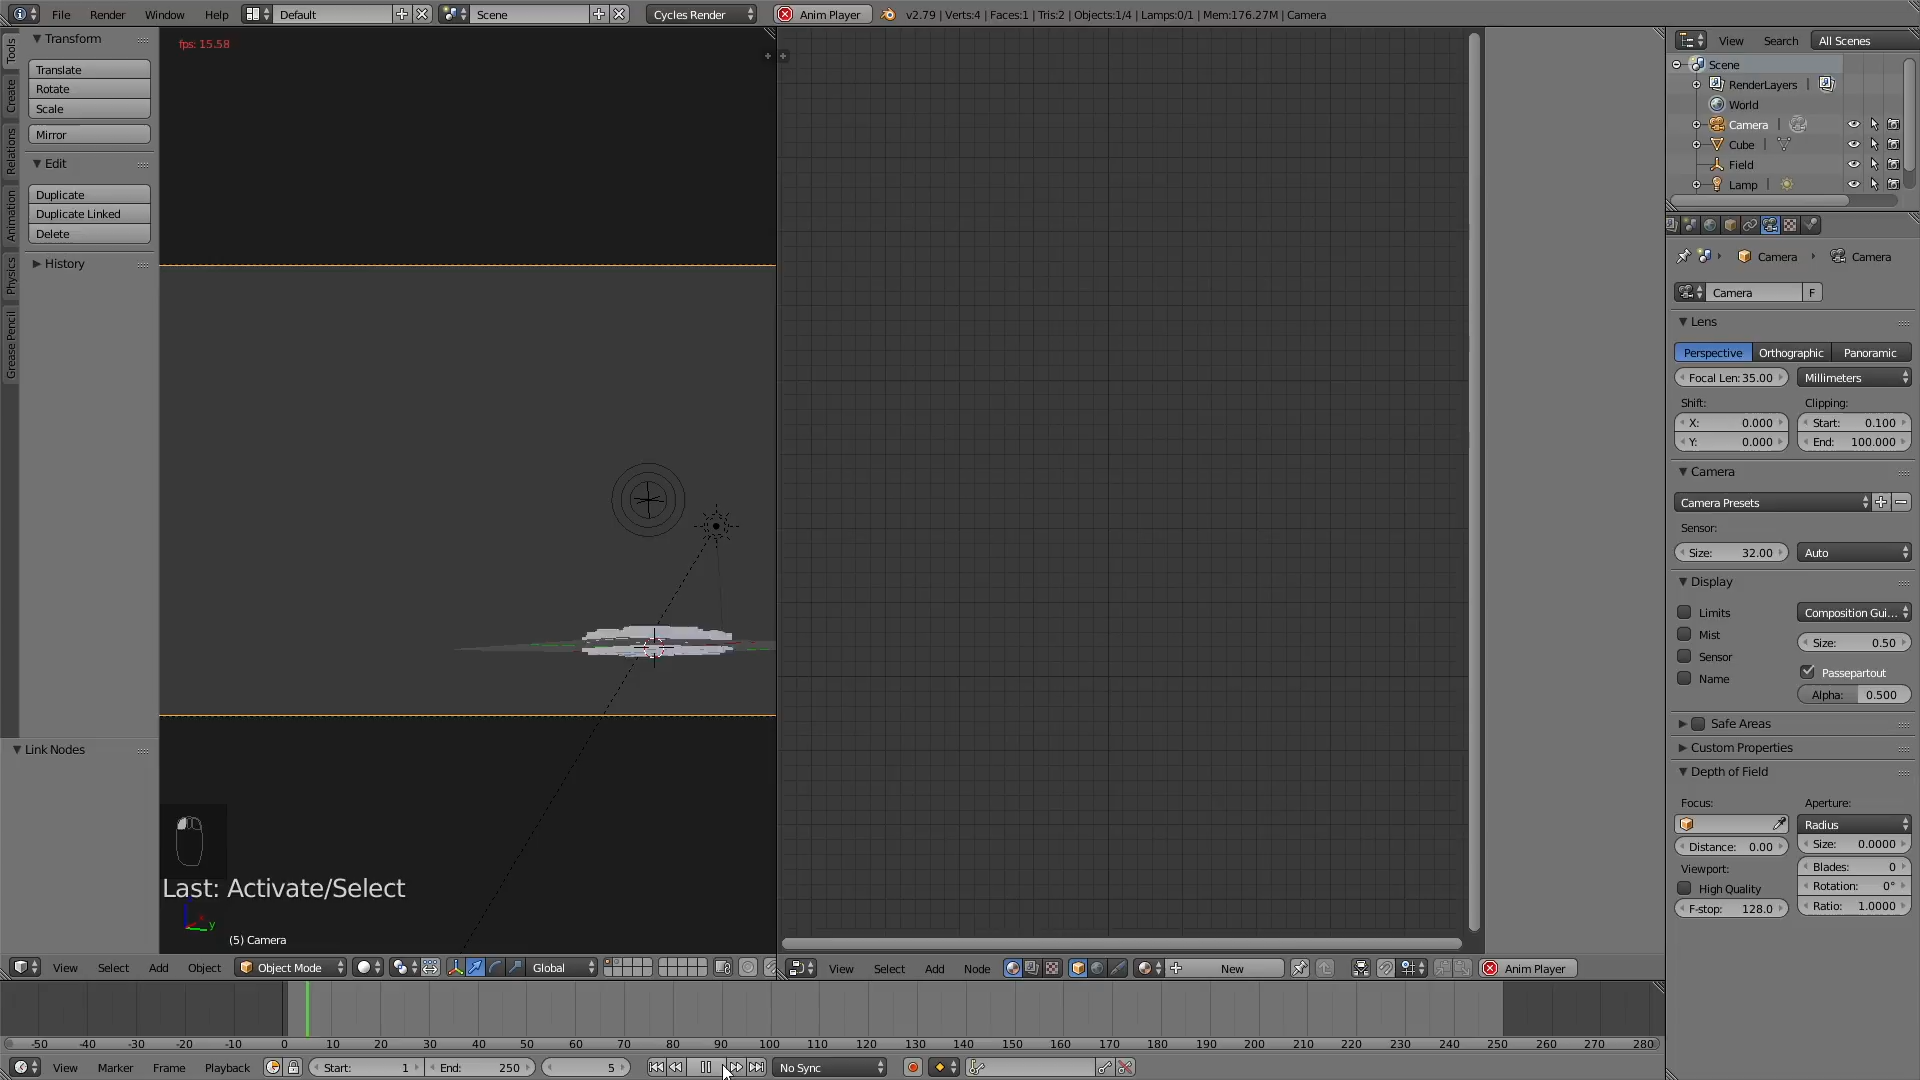 File Render Window Help Default Scene Cycles Render Anim Player v2.79 | Verts:4 | Faces:1 | Tris:2 | Objects:1/4 | Lamps:0/1 | Mem:176.27M | Camera
Tools
Create
Relations
Animation
Physics
Grease Pencil
Transform
Translate
Rotate
Scale
Mirror
Edit
Duplicate
Duplicate Linked
Delete
History
Link Nodes
fps: 15.58
Last: Activate/Select
y
(5) Camera
View Select Add Object Object Mode Global
View Select Add Node New Anim Player
View Search All Scenes
Scene
RenderLayers |
World
Camera |
Cube |
Field
Lamp |
Camera Camera
Camera F
Lens
Perspective Orthographic Panoramic
Focal Len: 35.00 Millimeters
Shift: Clipping:
X: 0.000 Start: 0.100
Y: 0.000 End: 100.000
Camera
Camera Presets
Sensor:
Size: 32.00 Auto
Display
Limits Composition Gui...
Mist Size: 0.50
Sensor Passepartout
Name Alpha: 0.500
Safe Areas
Custom Properties
Depth of Field
Focus: Aperture:
Radius
Distance: 0.00 Size: 0.0000
Viewport: Blades: 0
High Quality Rotation: 0°
F-stop: 128.0 Ratio: 1.0000
-50 -40 -30 -20 -10 0 10 20 30 40 50 60 70 80 90 100 110 120 130 140 150 160 170 180 190 200 210 220 230 240 250 260 270 280
View Marker Frame Playback Start: 1 End: 250 5 No Sync